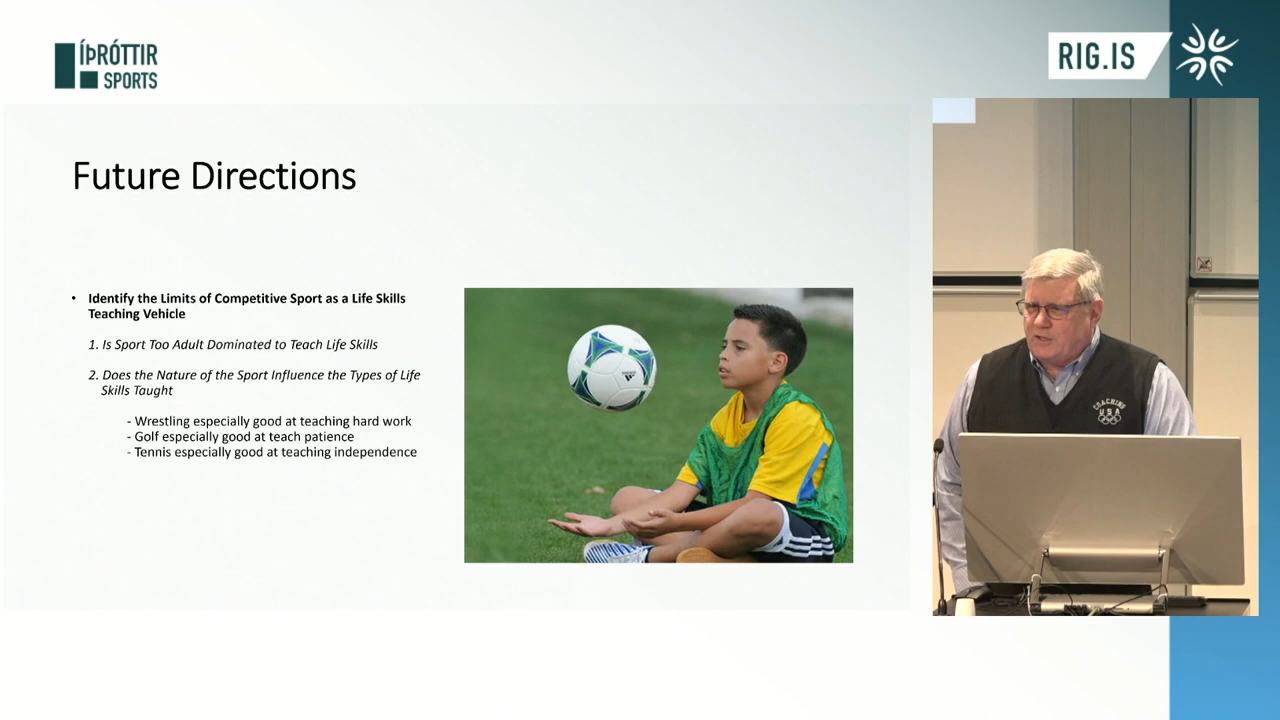 ÍÞRÓTTIR
SPORTS
RIG.IS
Future Directions
• Identify the Limits of Competitive Sport as a Life Skills
Teaching Vehicle
1. Is Sport Too Adult Dominated to Teach Life Skills
2. Does the Nature of the Sport Influence the Types of Life
Skills Taught
- Wrestling especially good at teaching hard work
- Golf especially good at teach patience
- Tennis especially good at teaching independence
COACHING
USA